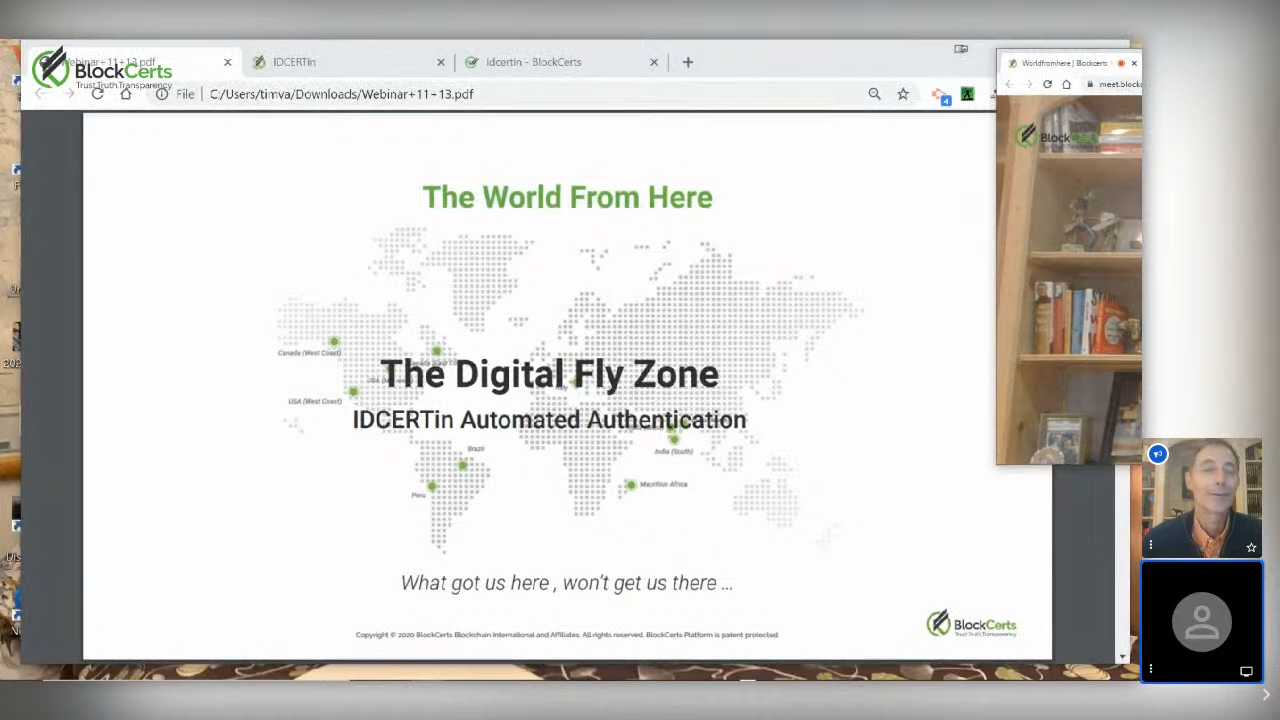 BlockCerts
Trust.Truth.Transparency
IDCERTin
Idcertin - BlockCerts
File
C:/Users/timva/Downloads/Webinar+11+13.pdf
4
Worldfromhere | Blockcerts
meet.blockc
BlockCerts
The World From Here
Canada (West Coast)
USA (West Coast)
Brazil
Peru
India (South)
Mauritius Africa
The Digital Fly Zone
IDCERTin Automated Authentication
What got us here , won't get us there ...
Copyright © 2020 BlockCerts Blockchain International and Affiliates. All rights reserved. BlockCerts Platform is patent protected.
BlockCerts
Trust.Truth.Transparency